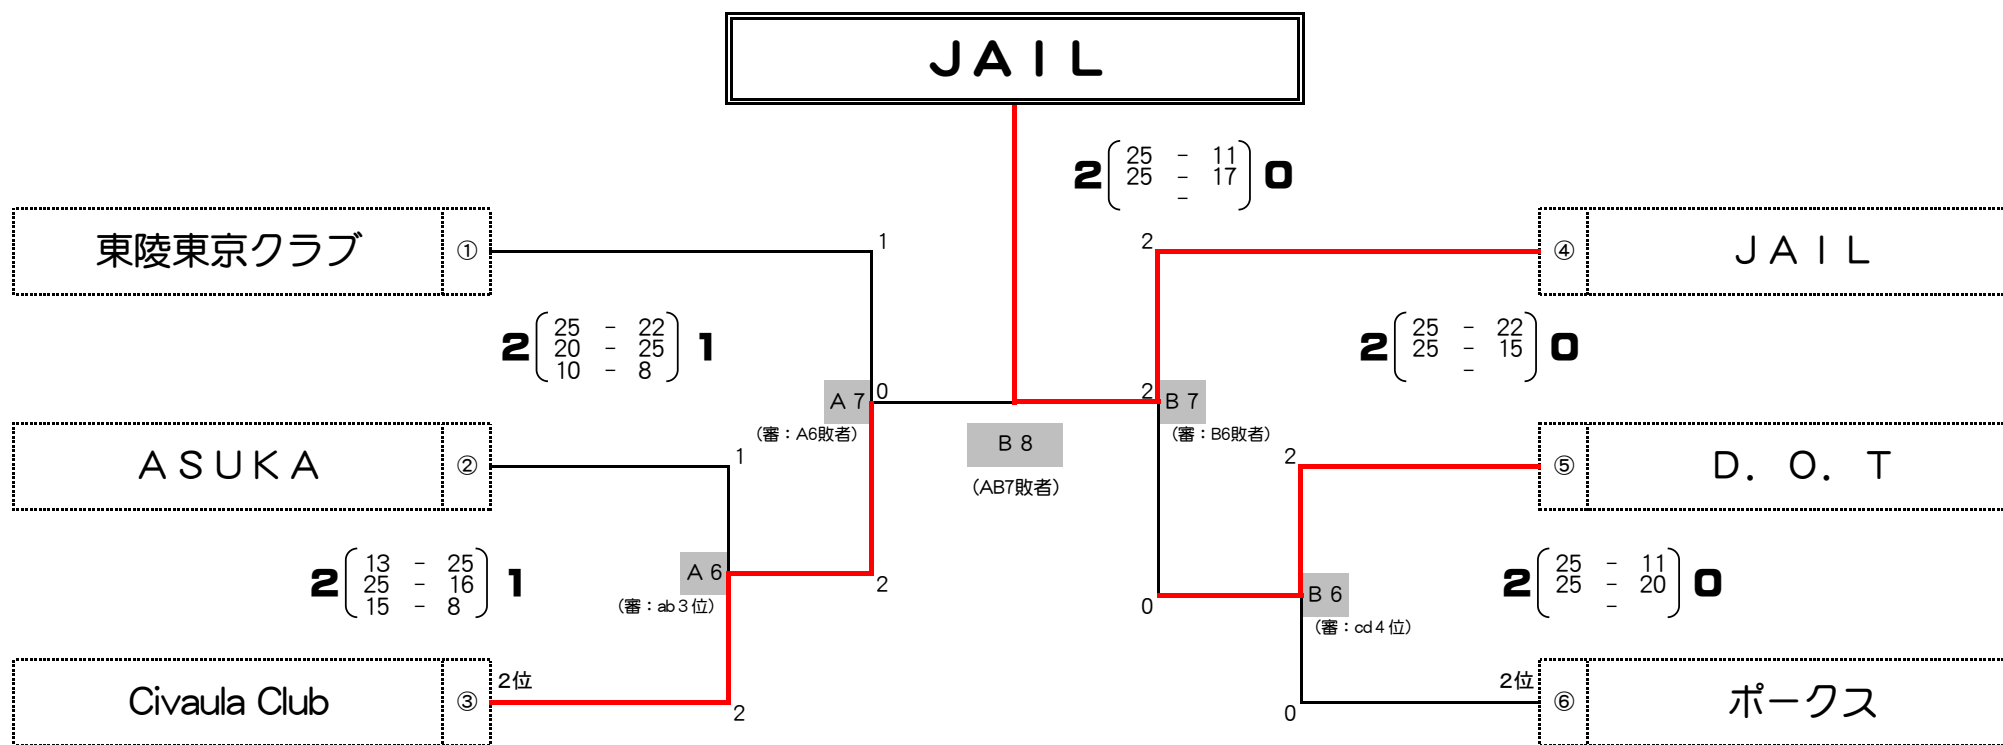 ＪＡＩＬ
2 ( 25 - 11 ) 0
25 - 17
-
東陵東京クラブ ①
1
2
④ ＪＡＩＬ
2 ( 25 - 22 ) 1
20 - 25
10 - 8
2 ( 25 - 22 ) 0
25 - 15
-
Ａ７ 0
2 Ｂ７
（審：A6敗者）
（審：B6敗者）
Ｂ８
（AB7敗者）
ＡＳＵＫＡ ②
1
2
⑤ Ｄ．Ｏ．Ｔ
2 ( 13 - 25 ) 1
25 - 16
15 - 8
Ａ６
2
（審：ab３位）
0
Ｂ６
（審：cd４位）
2 ( 25 - 11 ) 0
25 - 20
-
Civaula Club ③
２位
2
0
２位
⑥ ポークス